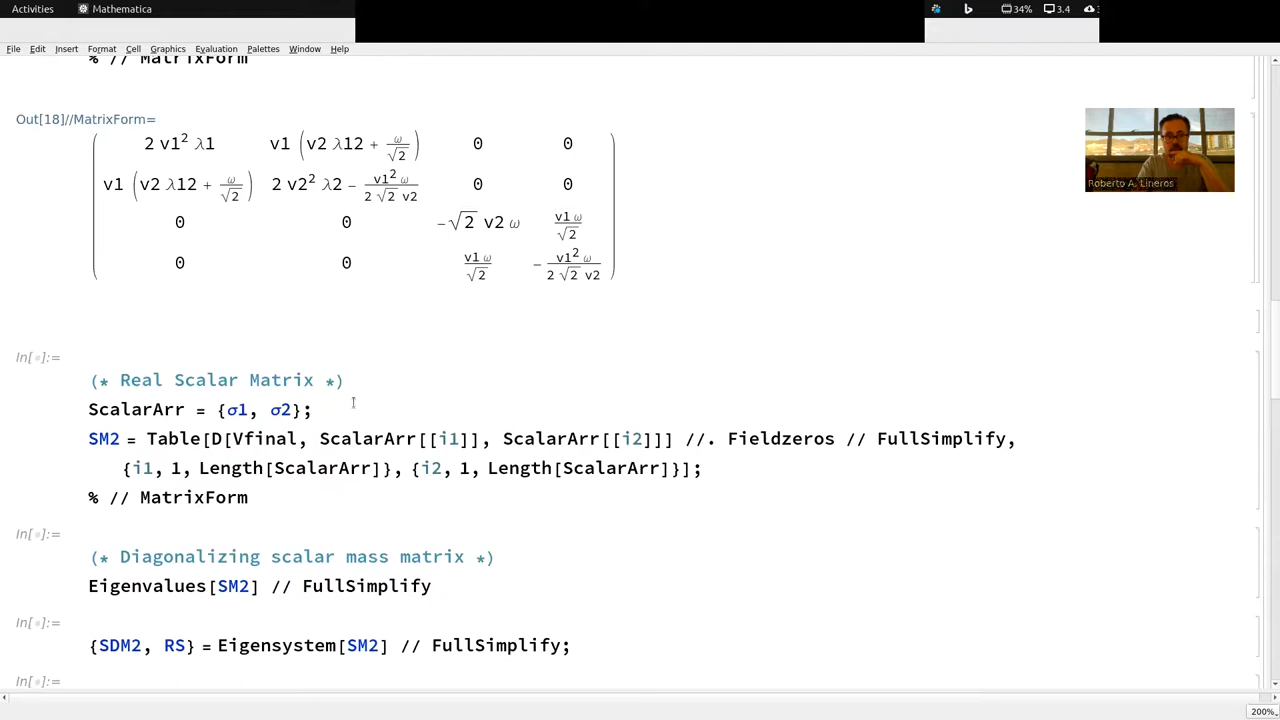 Activities Mathematica 34% 3.4
File Edit Insert Format Cell Graphics Evaluation Palettes Window Help
% // MatrixForm
Out[18]//MatrixForm=
2 v1² λ1 v1 (v2 λ12 + ω/√2) 0 0
v1 (v2 λ12 + ω/√2) 2 v2² λ2 − v1² ω/(2 √2 v2) 0 0
0 0 −√2 v2 ω v1 ω/√2
0 0 v1 ω/√2 − v1² ω/(2 √2 v2)
Roberto A. Lineros
In[•]:=
(* Real Scalar Matrix *)
ScalarArr = {σ1, σ2};
SM2 = Table[D[Vfinal, ScalarArr[[i1]], ScalarArr[[i2]]] //. Fieldzeros // FullSimplify,
{i1, 1, Length[ScalarArr]}, {i2, 1, Length[ScalarArr]}];
% // MatrixForm
In[•]:=
(* Diagonalizing scalar mass matrix *)
Eigenvalues[SM2] // FullSimplify
In[•]:=
{SDM2, RS} = Eigensystem[SM2] // FullSimplify;
In[•]:=
200%